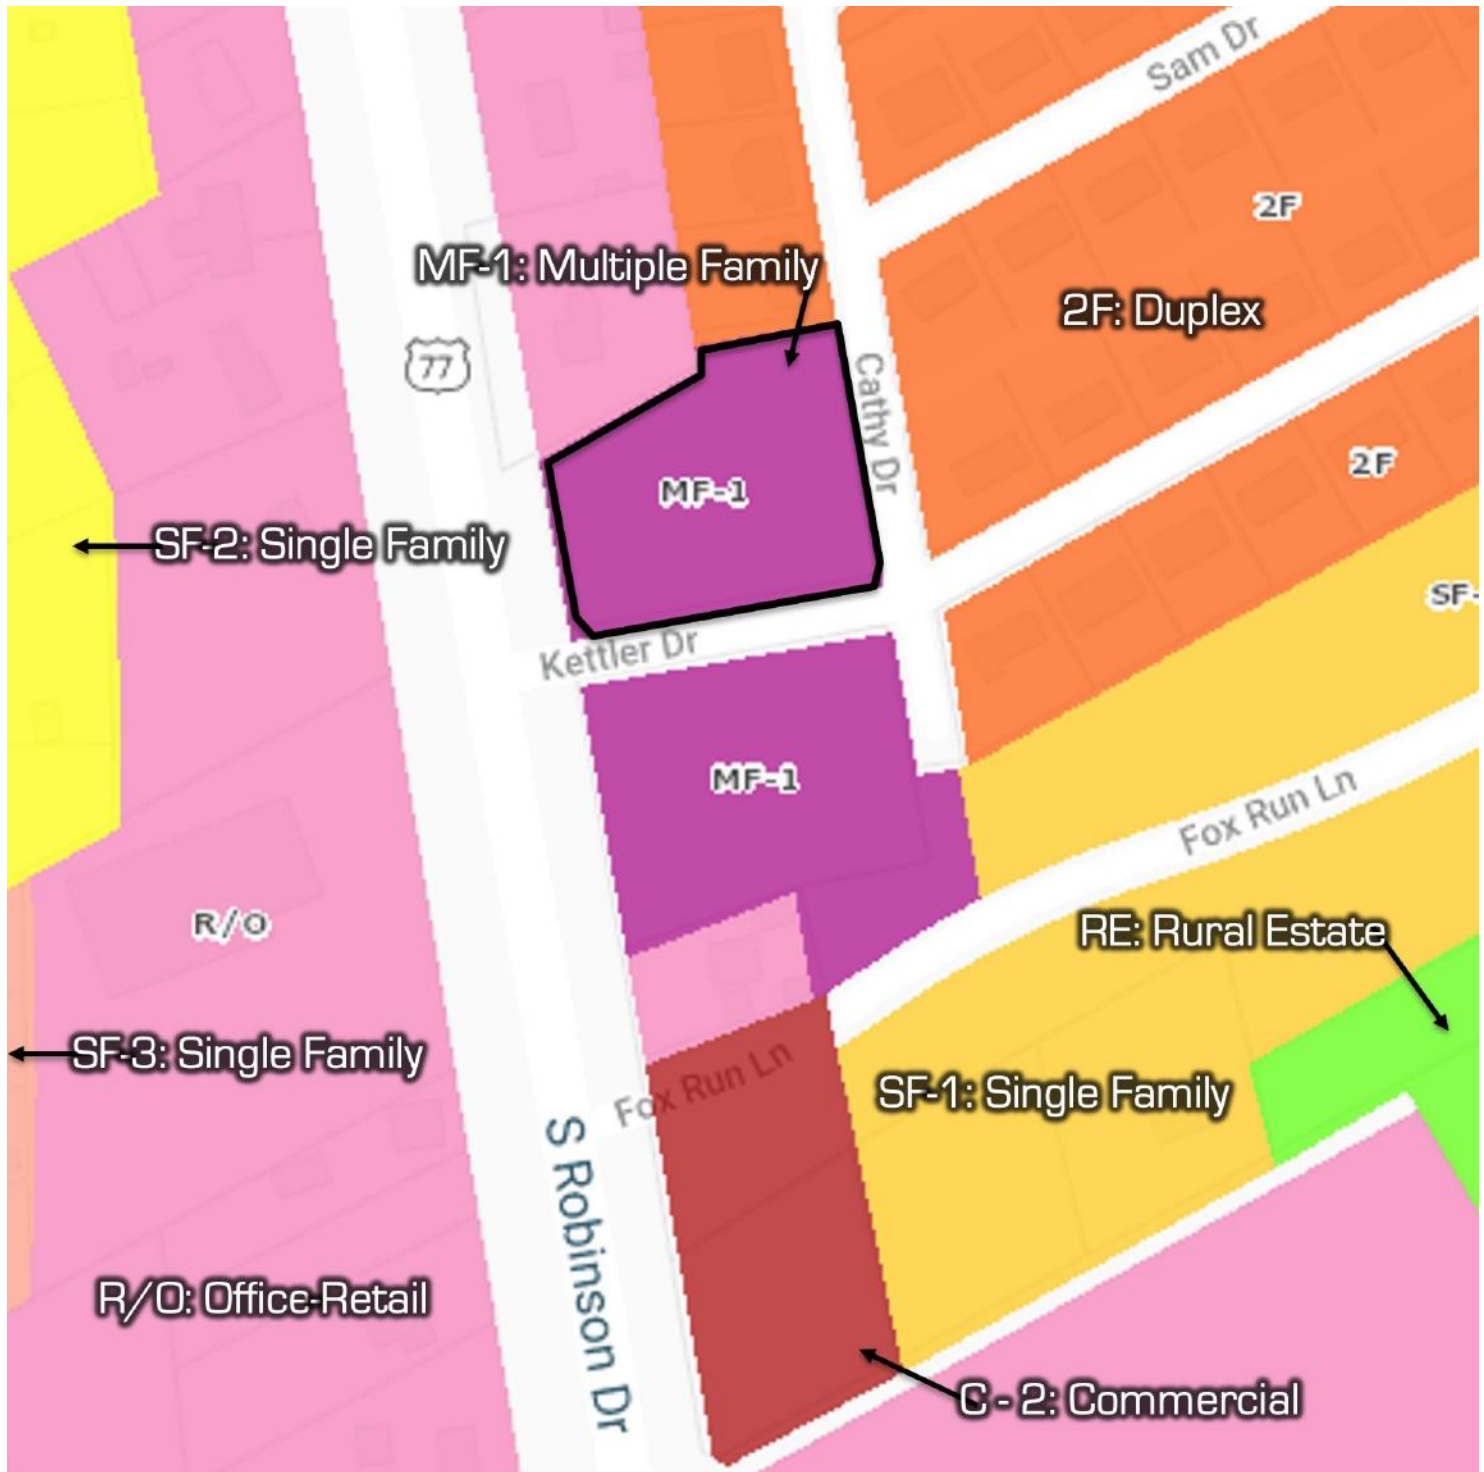 Sam Dr
2F
MF-1: Multiple Family
2F: Duplex
77
Cathy Dr
2F
MF-1
SF-2: Single Family
SF-
Kettler Dr
MF-1
Fox Run Ln
R/O
RE: Rural Estate
SF-3: Single Family
Fox Run Ln
SF-1: Single Family
S Robinson Dr
R/O: Office-Retail
C - 2: Commercial